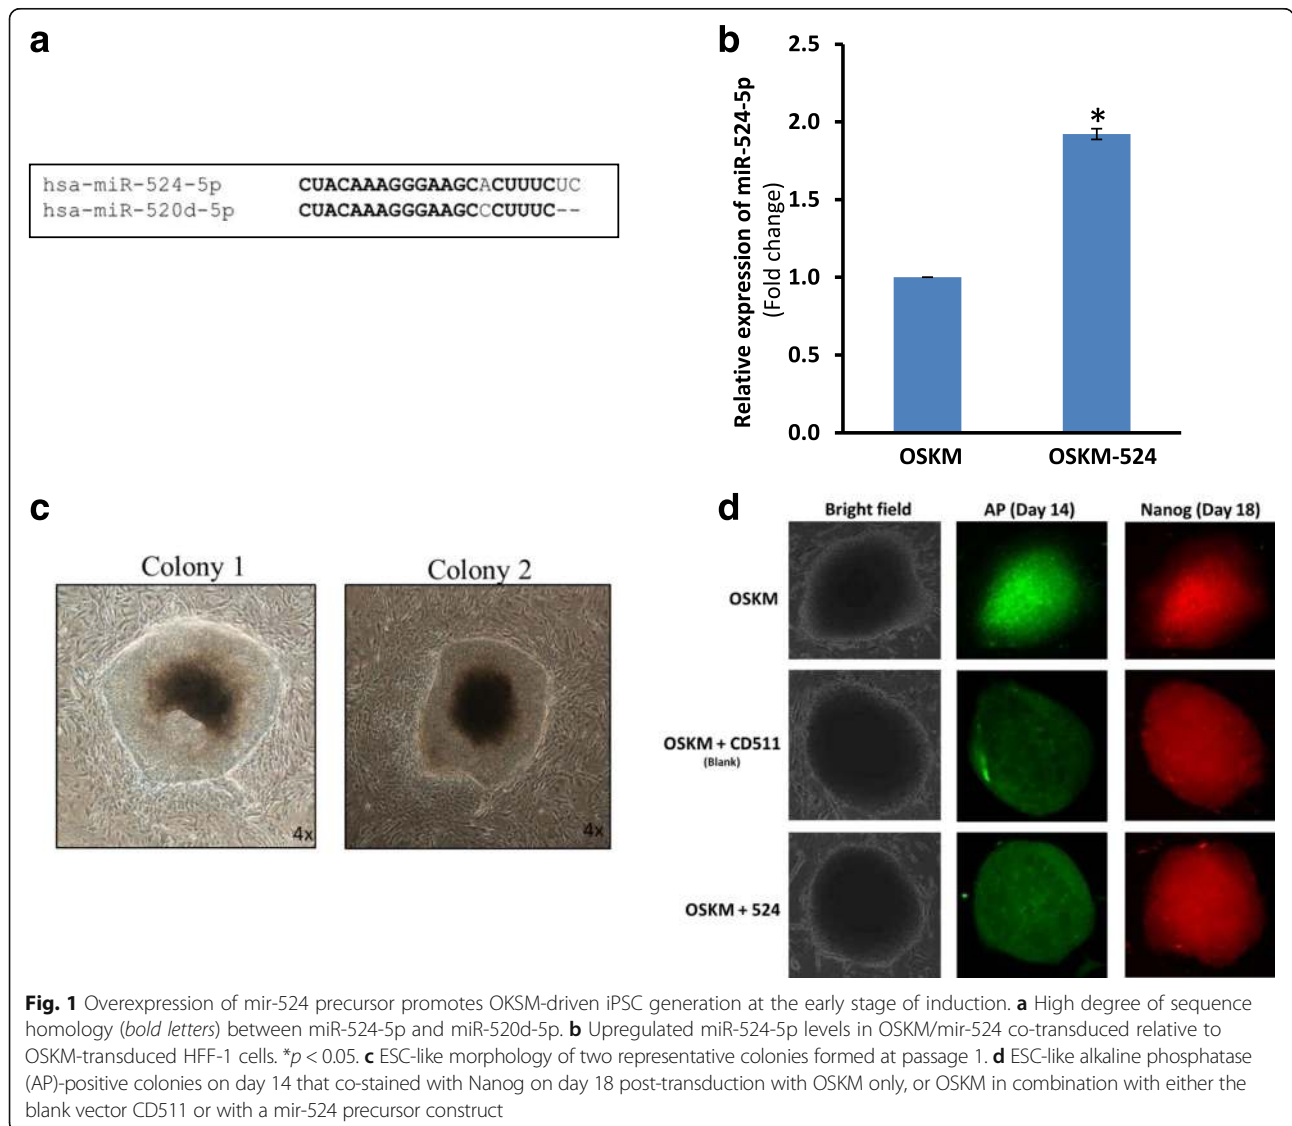 a
hsa-miR-524-5p CUACAAAGGGAAGCACUUUCUC
hsa-miR-520d-5p CUACAAAGGGAAGCCCUUUC--
b
Relative expression of miR-524-5p
(Fold change)
2.5
2.0
1.5
1.0
0.5
0.0
*
OSKM OSKM-524
c
Colony 1 Colony 2
4x 4x
d
Bright field AP (Day 14) Nanog (Day 18)
OSKM
OSKM + CD511
(Blank)
OSKM + 524
Fig. 1 Overexpression of mir-524 precursor promotes OKSM-driven iPSC generation at the early stage of induction. a High degree of sequence
homology (bold letters) between miR-524-5p and miR-520d-5p. b Upregulated miR-524-5p levels in OSKM/mir-524 co-transduced relative to
OSKM-transduced HFF-1 cells. *p < 0.05. c ESC-like morphology of two representative colonies formed at passage 1. d ESC-like alkaline phosphatase
(AP)-positive colonies on day 14 that co-stained with Nanog on day 18 post-transduction with OSKM only, or OSKM in combination with either the
blank vector CD511 or with a mir-524 precursor construct